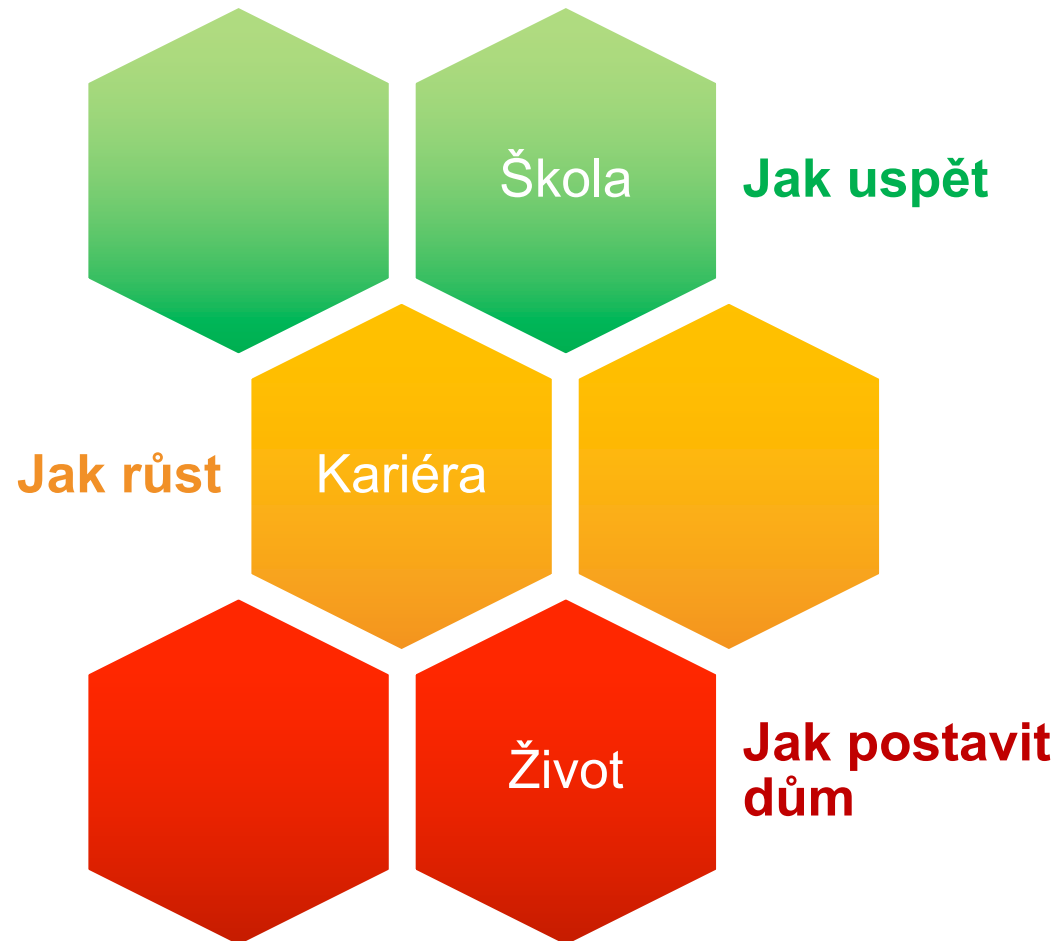 Škola
Jak uspět
Jak růst
Kariéra
Život
Jak postavit
dům